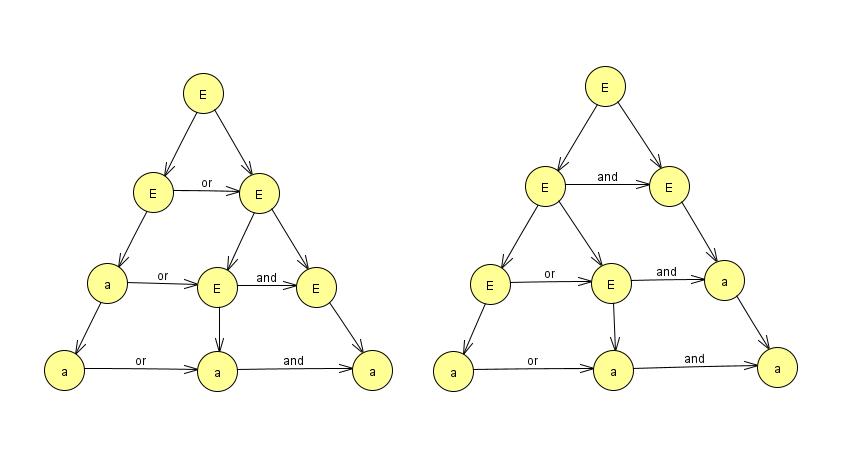 E E
E or E E and E
a or E and E E or E and a
a or a and a a or a and a